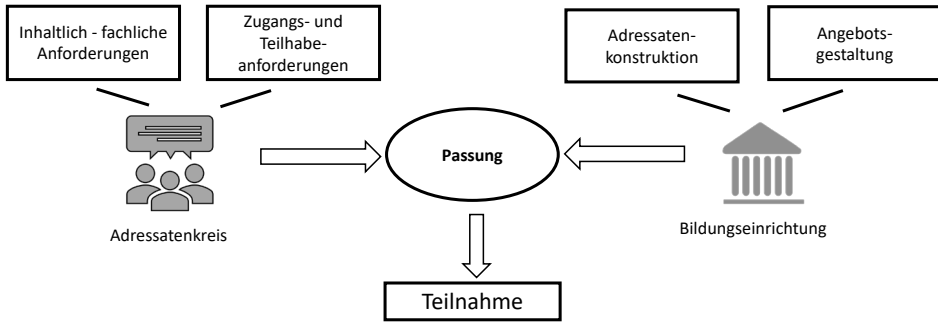 Inhaltlich - fachliche
Anforderungen
Zugangs- und
Teilhabe-
anforderungen
Adressaten-
konstruktion
Angebots-
gestaltung
Passung
Adressatenkreis
Bildungseinrichtung
Teilnahme